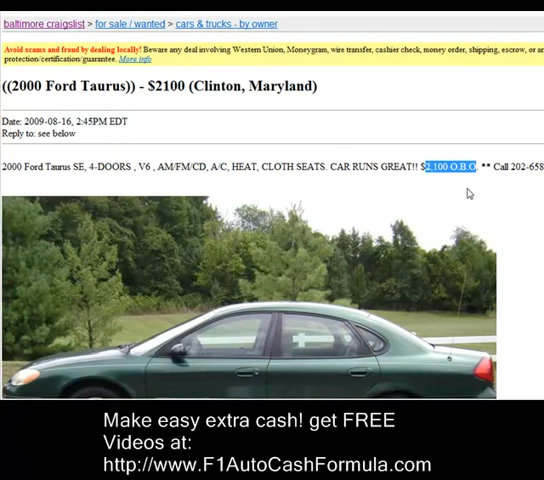 baltimore craigslist > for sale / wanted > cars & trucks - by owner
Avoid scams and fraud by dealing locally! Beware any deal involving Western Union, Moneygram, wire transfer, cashier check, money order, shipping, escrow, or an
protection/certification/guarantee. More info
((2000 Ford Taurus)) - $2100 (Clinton, Maryland)
Date: 2009-08-16, 2:45PM EDT
Reply to: see below
2000 Ford Taurus SE, 4-DOORS , V6 , AM/FM/CD, A/C, HEAT, CLOTH SEATS. CAR RUNS GREAT!! $2,100 O.B.O. ** Call 202-658
Make easy extra cash! get FREE
Videos at:
http://www.F1AutoCashFormula.com